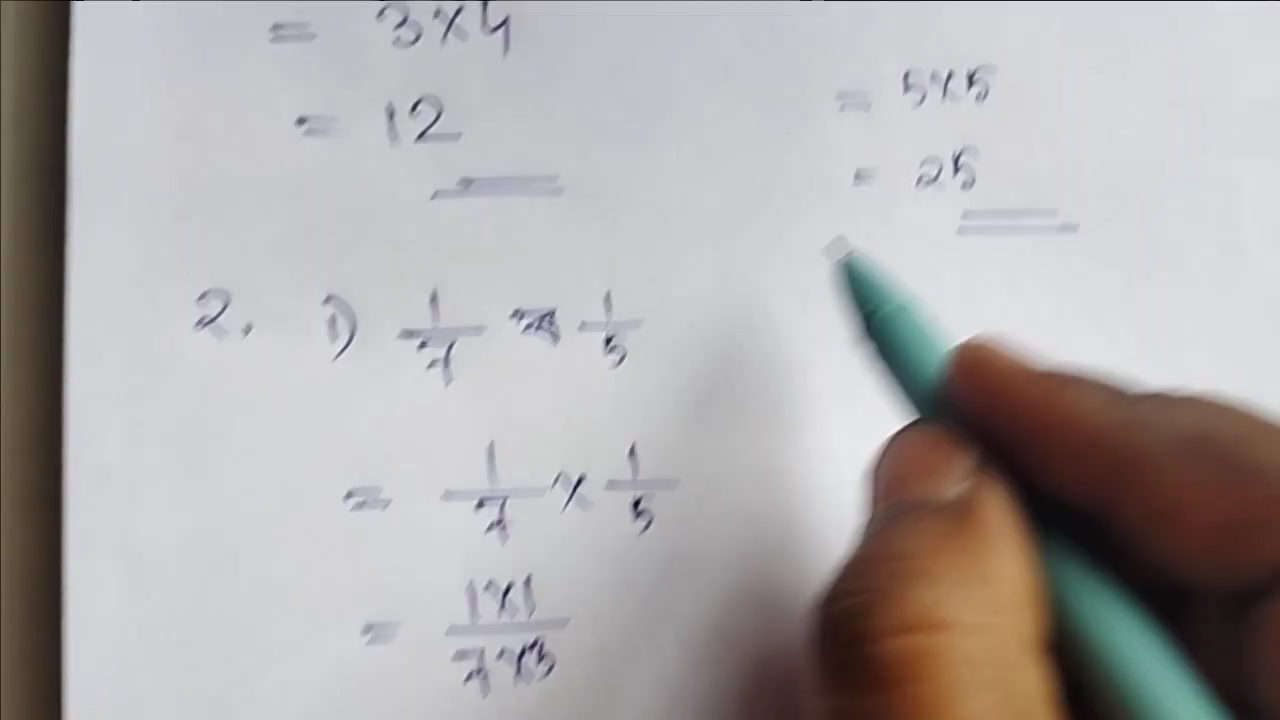 = 3×4
= 12
= 5×5
= 25
2. 1) 1/7 1/5
= 1/7 × 1/5
= 1×1/7×5